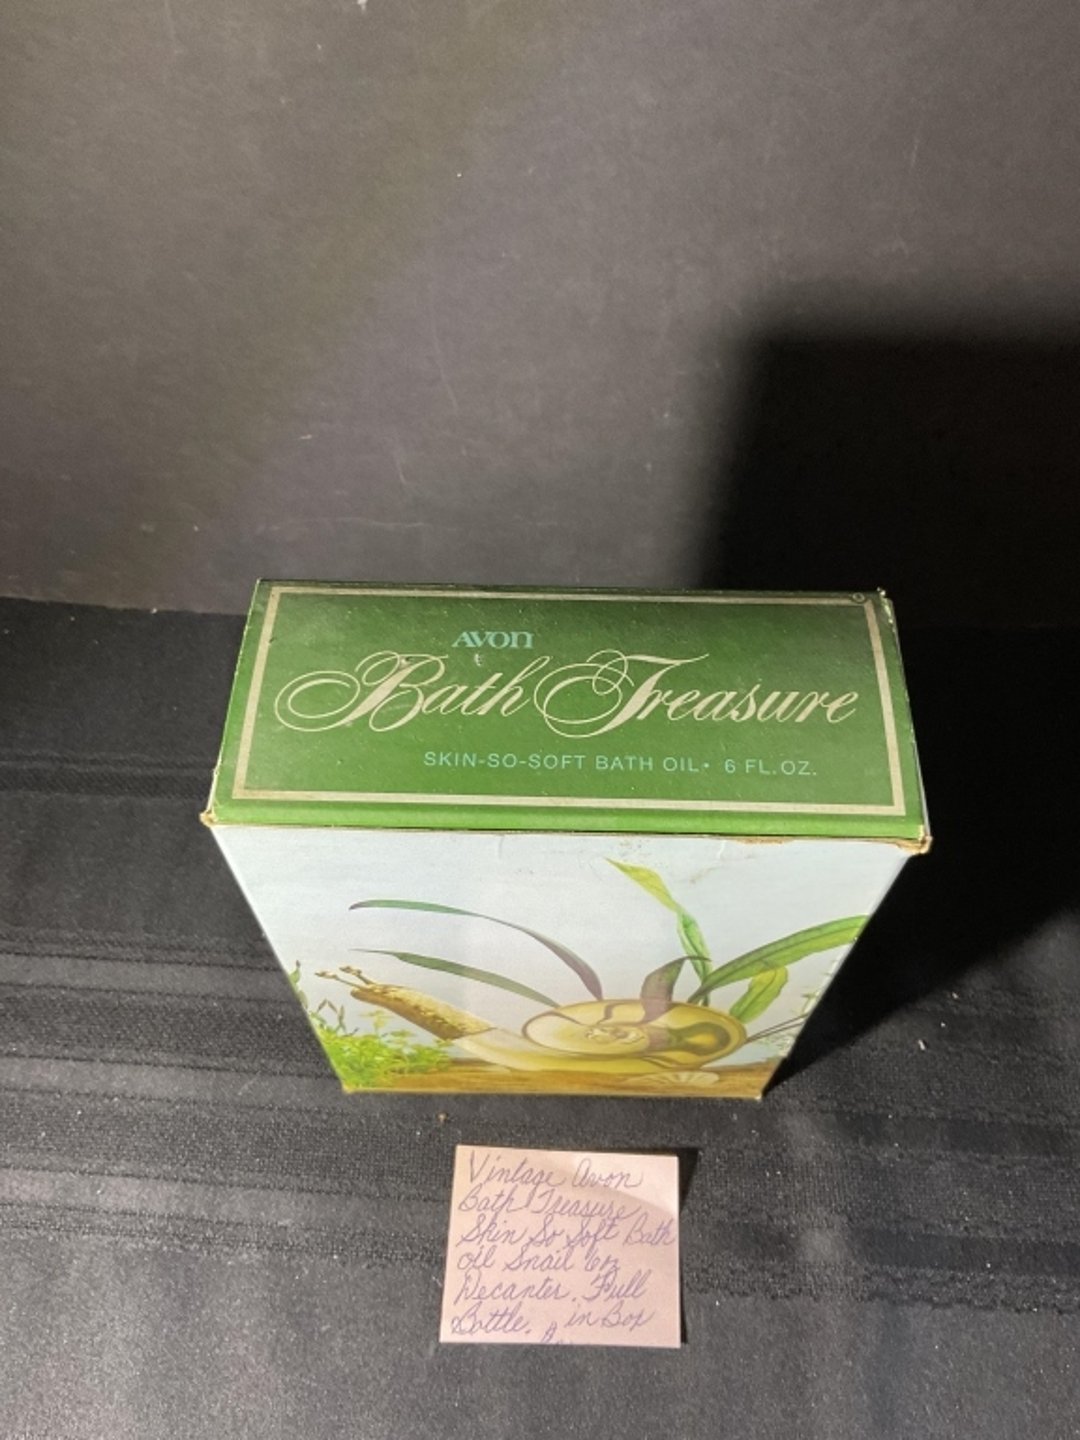 AVON
Bath Treasure
SKIN-SO-SOFT BATH OIL• 6 FL. OZ.
Vintage Avon
Bath Treasure
Skin So Soft Bath
Oil Snail 6oz
Decanter. Full
Bottle. in Box